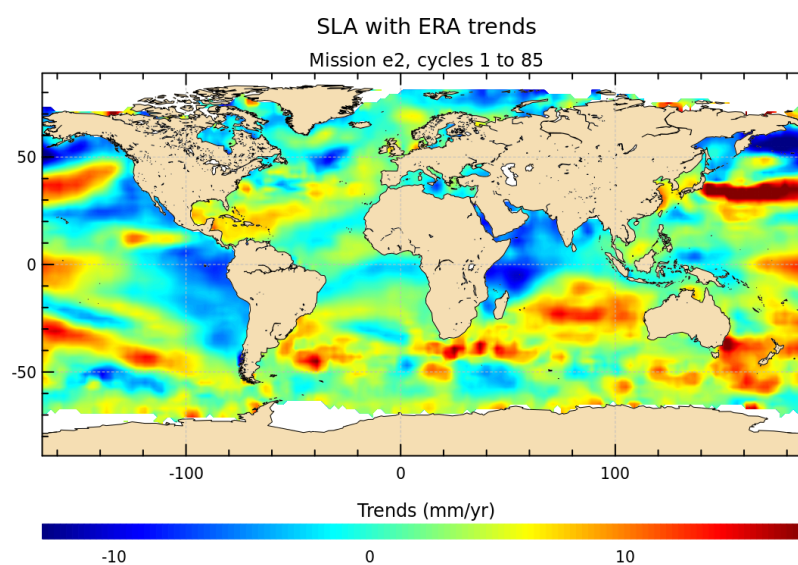 SLA with ERA trends
Mission e2, cycles 1 to 85
50
0
-50
-100 0 100
Trends (mm/yr)
-10 0 10